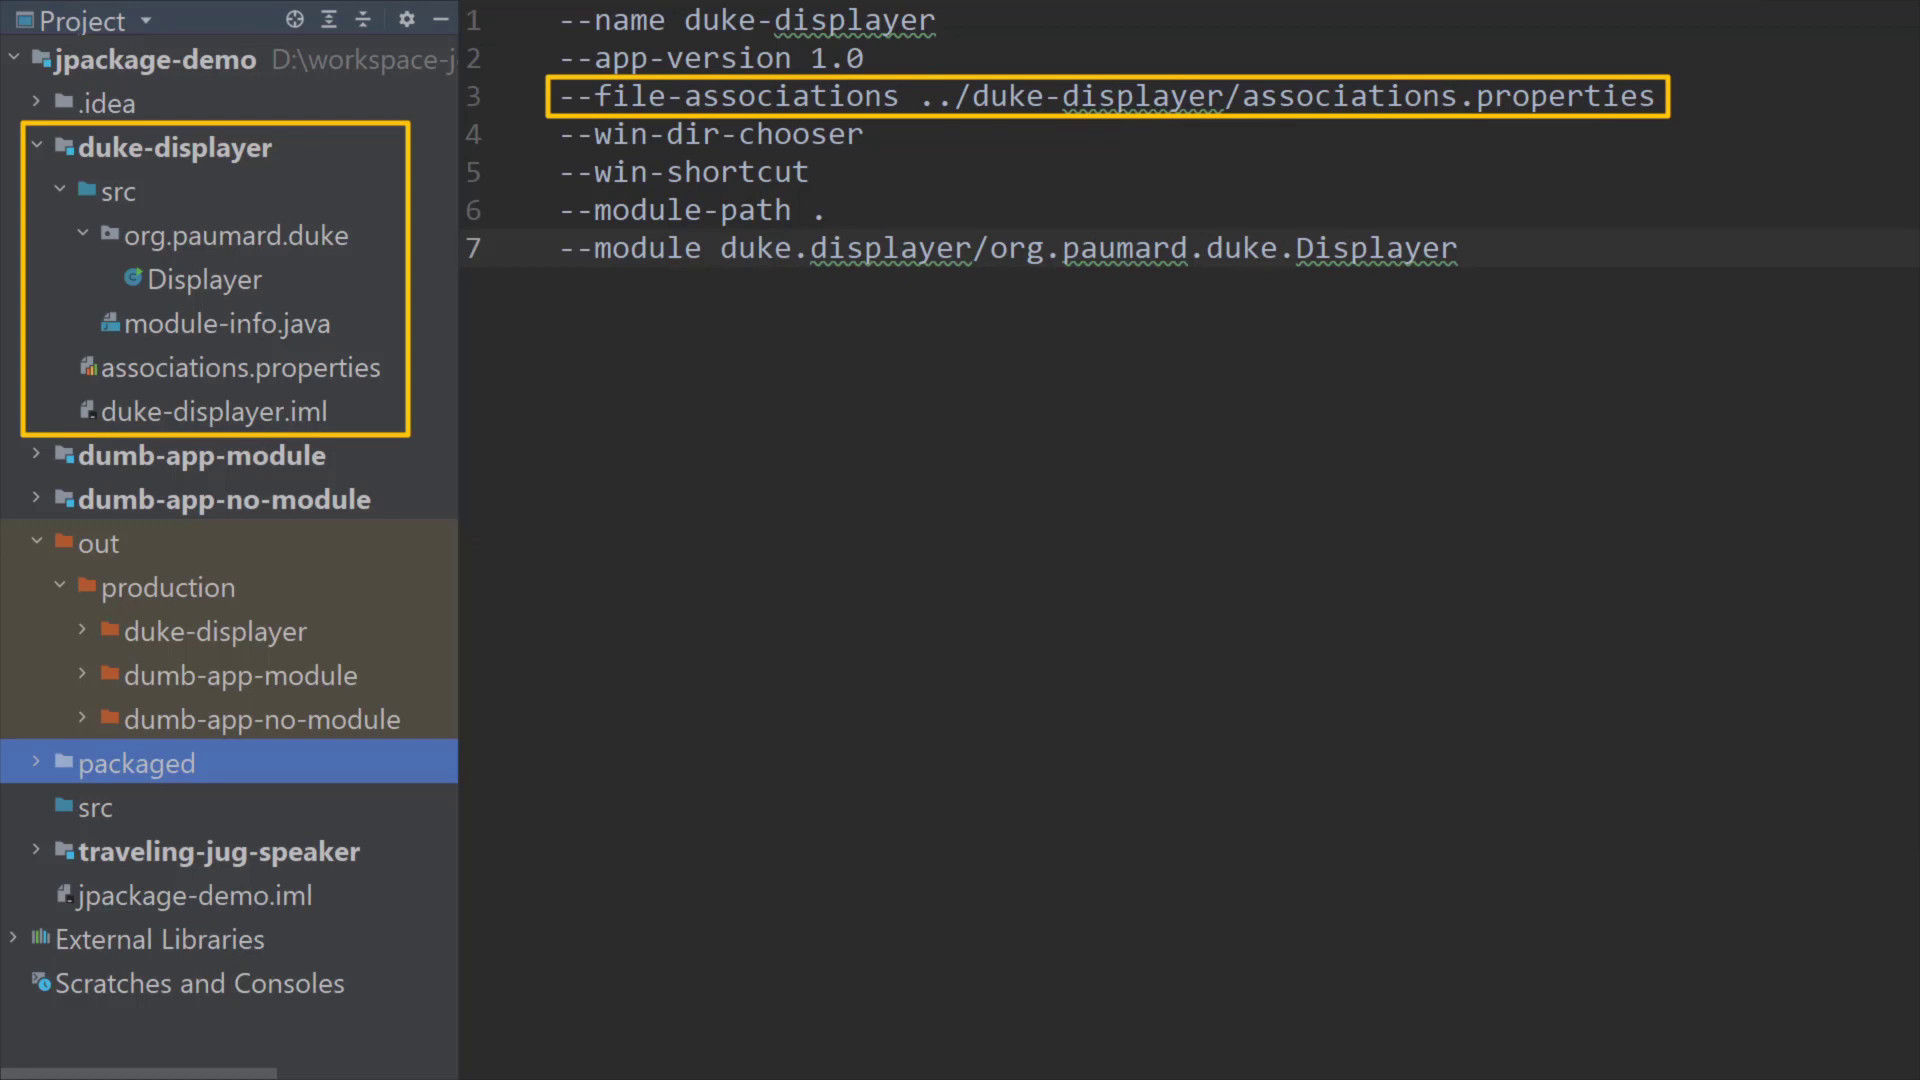 Project
jpackage-demo D:\workspace-j
.idea
duke-displayer
src
org.paumard.duke
Displayer
module-info.java
associations.properties
duke-displayer.iml
dumb-app-module
dumb-app-no-module
out
production
duke-displayer
dumb-app-module
dumb-app-no-module
packaged
src
traveling-jug-speaker
jpackage-demo.iml
External Libraries
Scratches and Consoles
1 --name duke-displayer
2 --app-version 1.0
3 --file-associations ../duke-displayer/associations.properties
4 --win-dir-chooser
5 --win-shortcut
6 --module-path .
7 --module duke.displayer/org.paumard.duke.Displayer